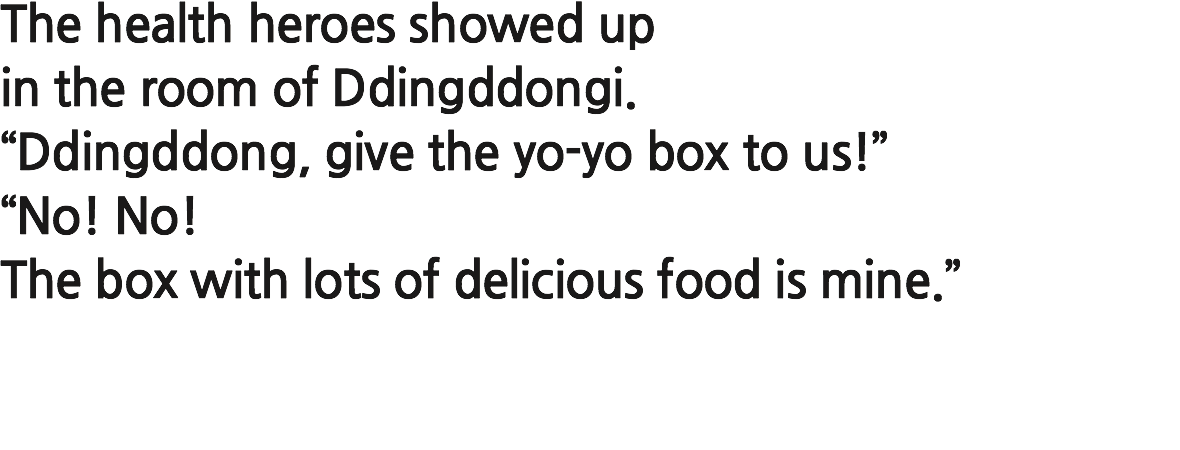 The health heroes showed up
in the room of Ddingddongi.
“Ddingddong, give the yo-yo box to us!”
“No! No!
The box with lots of delicious food is mine.”